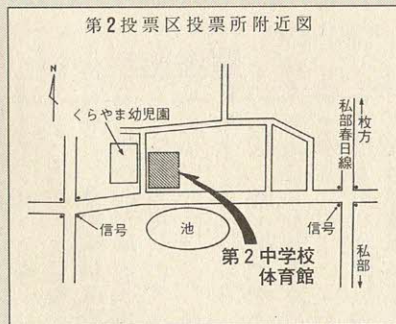 第2投票区投票所附近図
N
くらやま幼児園
私部春日線
枚方
信号
池
信号
第2中学校
体育館
私部